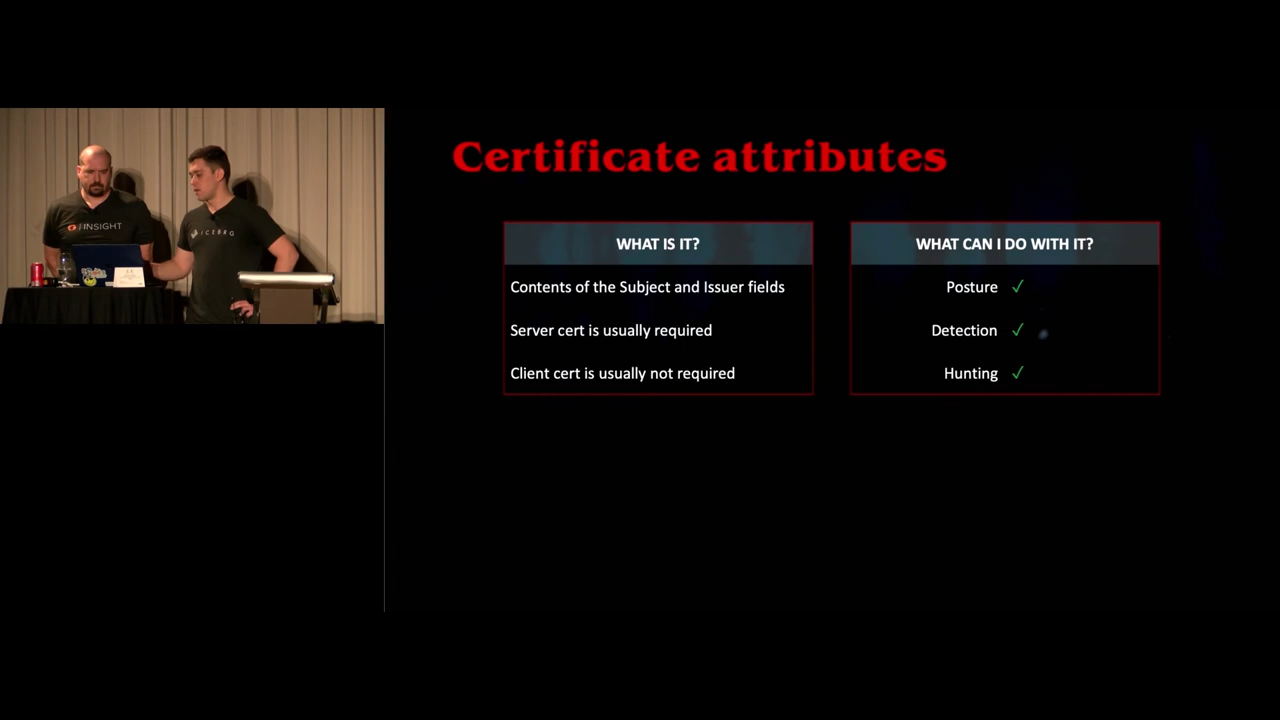 INSIGHT
ICEBRG
Certificate attributes
WHAT IS IT?
Contents of the Subject and Issuer fields
Server cert is usually required
Client cert is usually not required
WHAT CAN I DO WITH IT?
Posture ✓
Detection ✓
Hunting ✓